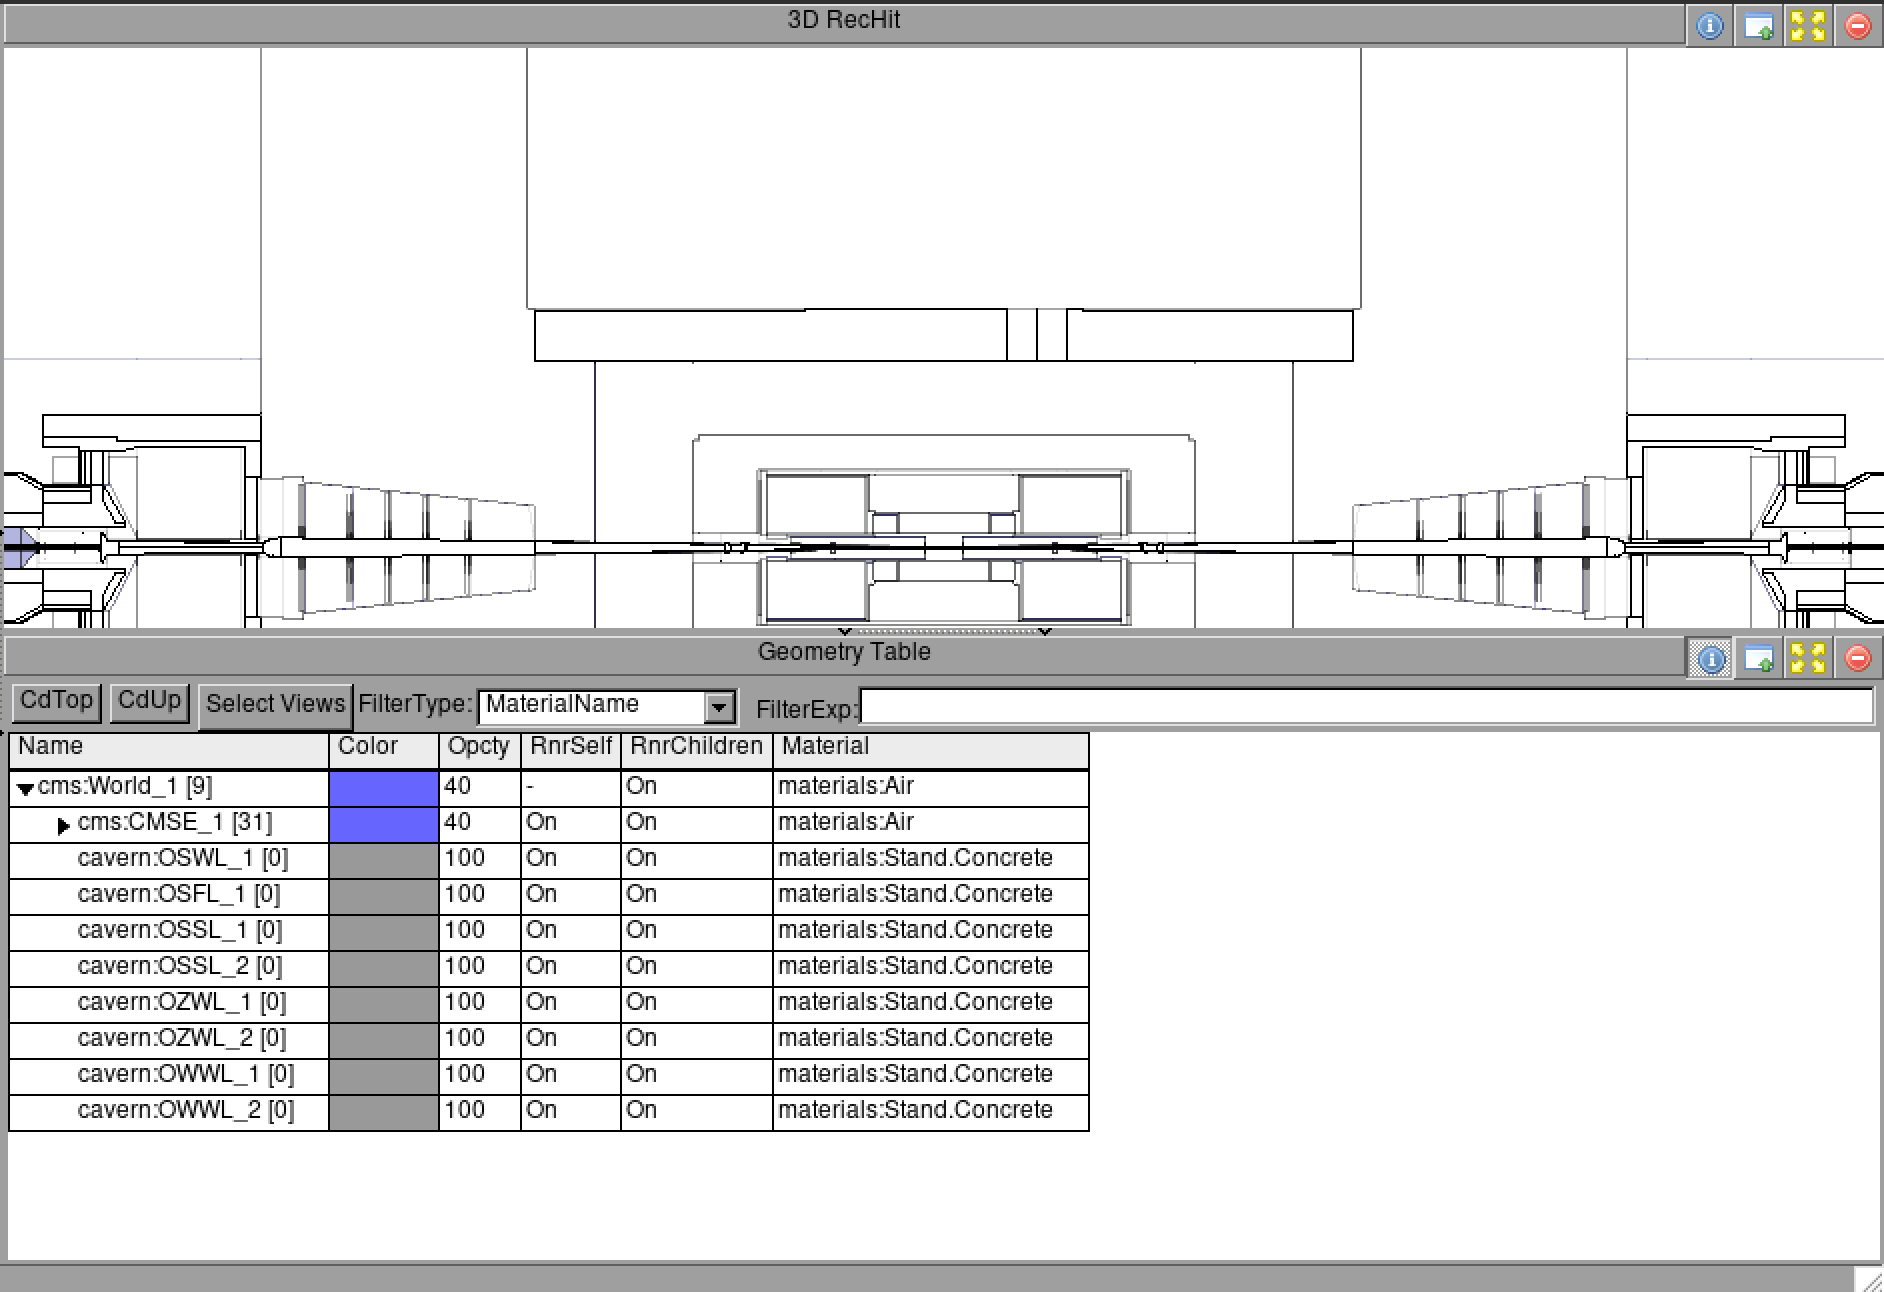 3D RecHit
Geometry Table
CdTop CdUp Select Views FilterType: MaterialName FilterExp:
Name Color Opcty RnrSelf RnrChildren Material
cms:World_1 [9] 40 - On materials:Air
cms:CMSE_1 [31] 40 On On materials:Air
cavern:OSWL_1 [0] 100 On On materials:Stand.Concrete
cavern:OSFL_1 [0] 100 On On materials:Stand.Concrete
cavern:OSSL_1 [0] 100 On On materials:Stand.Concrete
cavern:OSSL_2 [0] 100 On On materials:Stand.Concrete
cavern:OZWL_1 [0] 100 On On materials:Stand.Concrete
cavern:OZWL_2 [0] 100 On On materials:Stand.Concrete
cavern:OWWL_1 [0] 100 On On materials:Stand.Concrete
cavern:OWWL_2 [0] 100 On On materials:Stand.Concrete